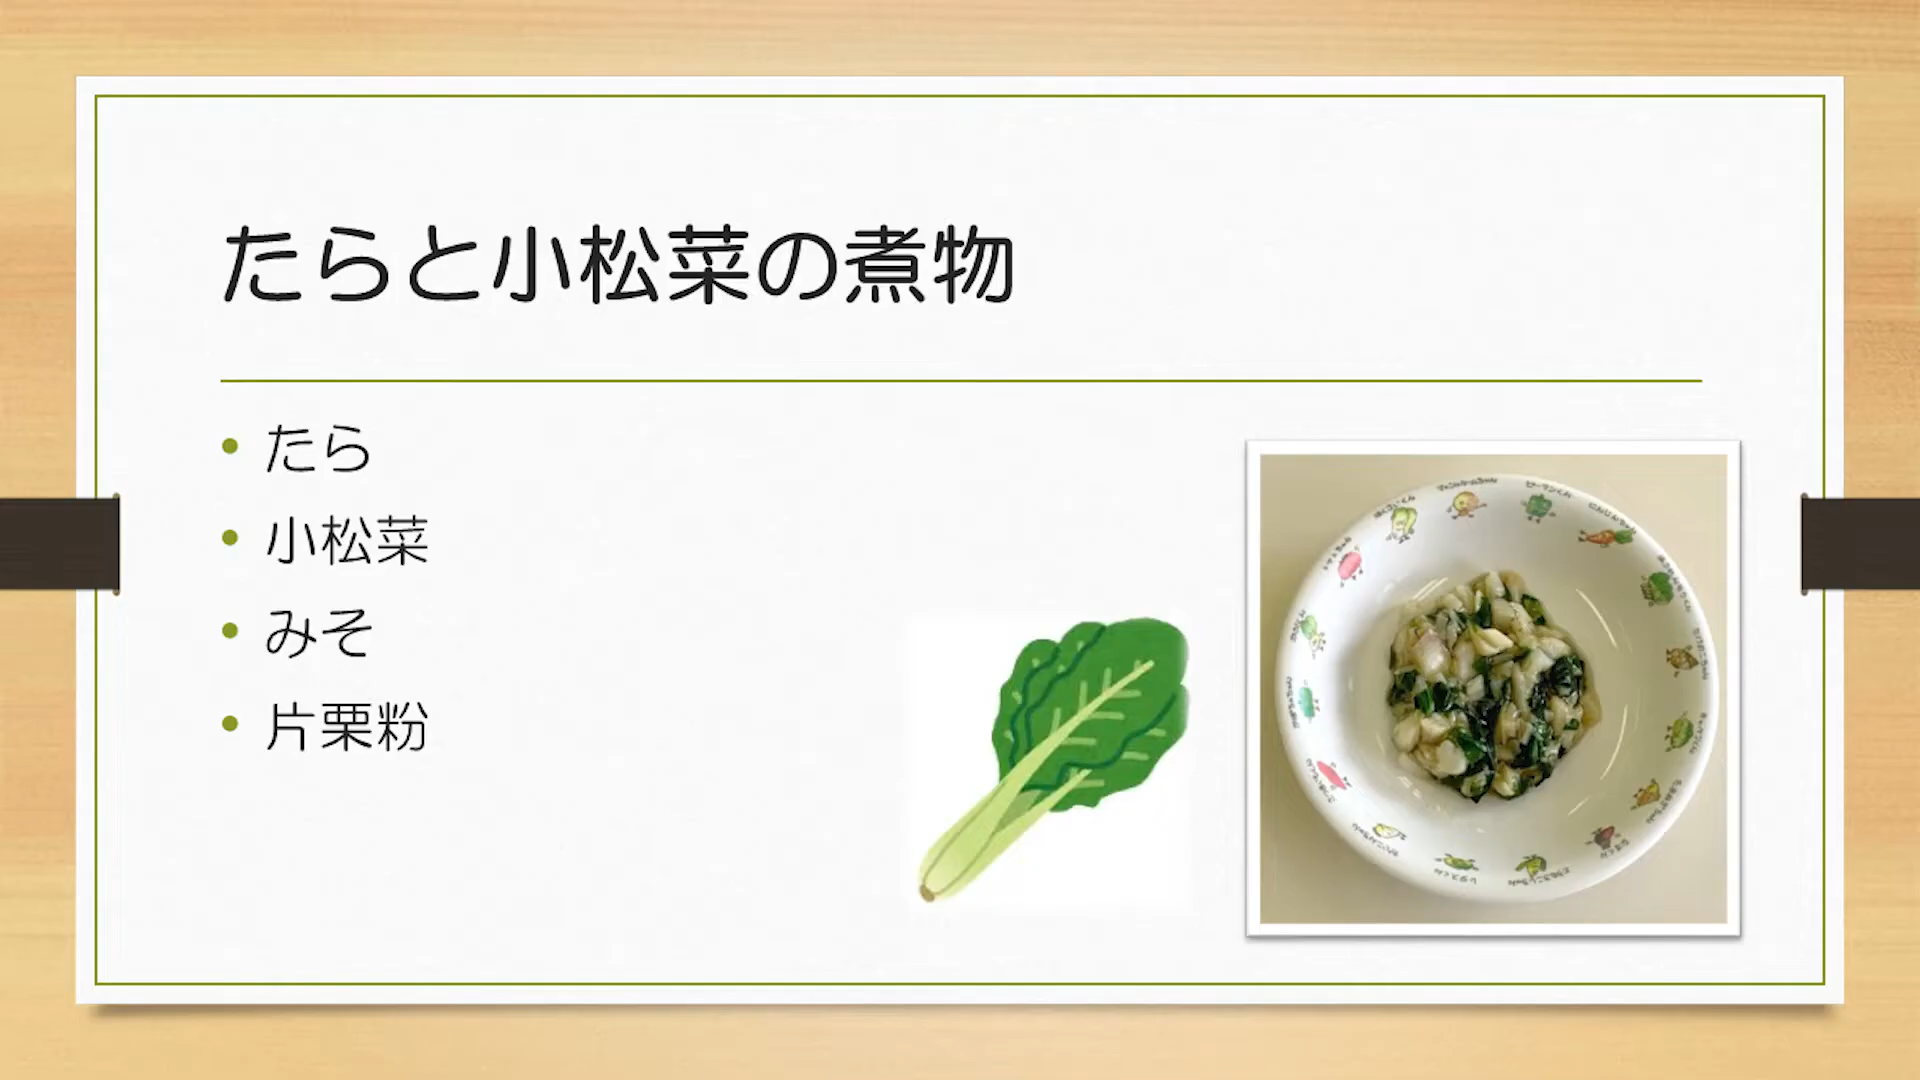 たらと小松菜の煮物
たら
小松菜
みそ
片栗粉